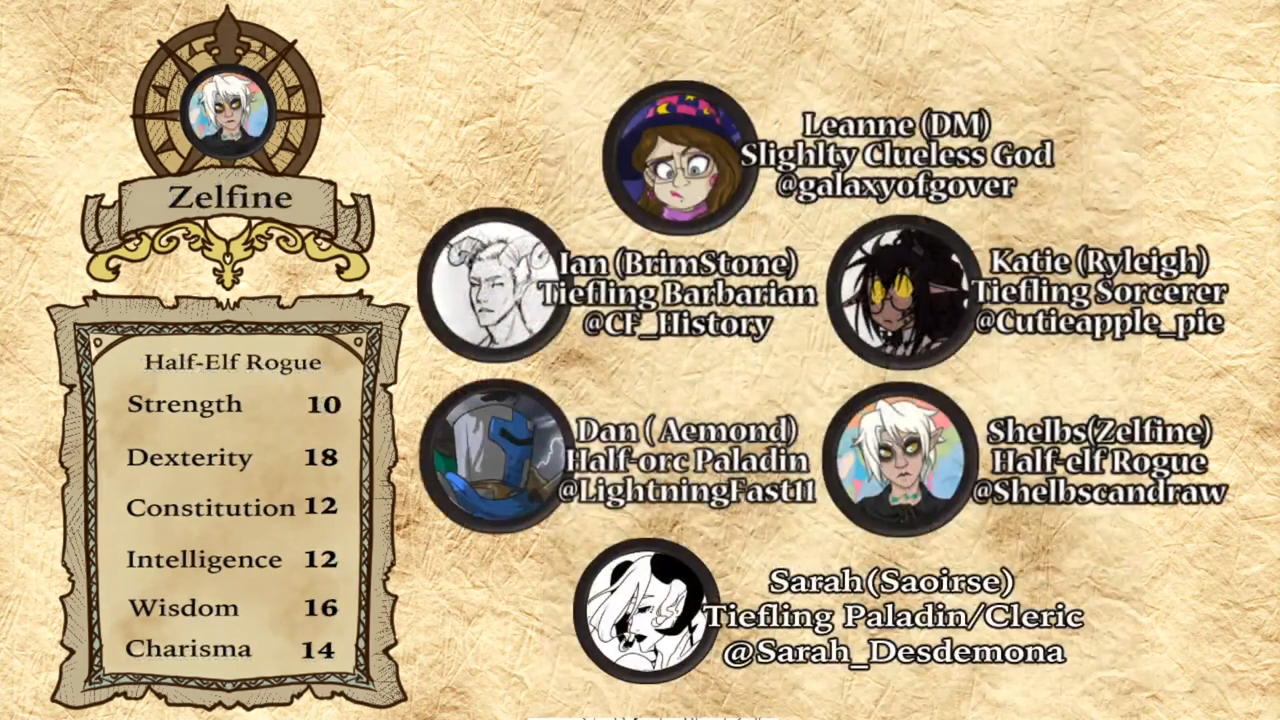 Zelfine
Half-Elf Rogue
Strength 10
Dexterity 18
Constitution 12
Intelligence 12
Wisdom 16
Charisma 14
Leanne (DM)
Slighlty Clueless God
@galaxyofgover
Ian (BrimStone)
Tiefling Barbarian
@CF_History
Katie (Ryleigh)
Tiefling Sorcerer
@Cutieapple_pie
Dan ( Aemond)
Half-orc Paladin
@LightningFast11
Shelbs(Zelfine)
Half-elf Rogue
@Shelbscandraw
Sarah(Saoirse)
Tiefling Paladin/Cleric
@Sarah_Desdemona